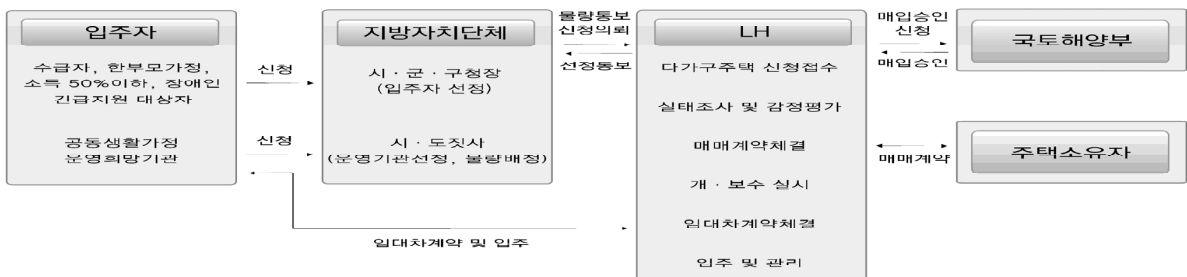 입주자
수급자, 한부모가정,
소득 50%이하, 장애인
긴급지원 대상자
공동생활가정
운영희망기관
신청
신청
지방자치단체
시 · 군 · 구청장
(입주자 선정)
시 · 도짓사
(운영기관선정, 물량배정)
물량통보
신청의뢰
선정통보
LH
다가구주택 신청접수
실태조사 및 감정평가
매매계약체결
개 · 보수 실시
임대차계약체결
입주 및 관리
매입승인
신청
매입승인
국토해양부
매매계약
주택소유자
임대차계약 및 입주